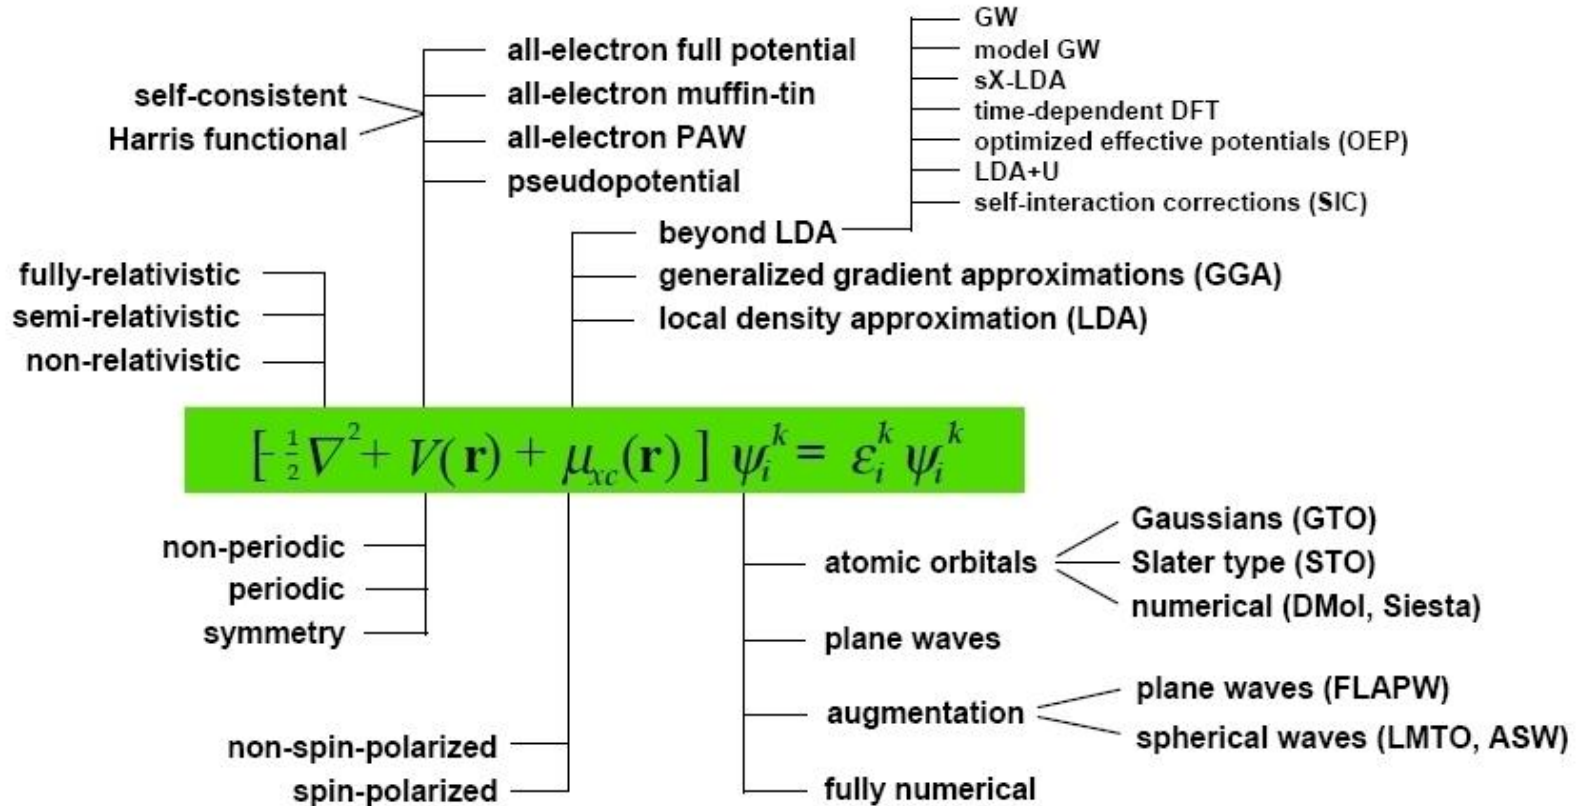 GW
model GW
sX-LDA
time-dependent DFT
optimized effective potentials (OEP)
LDA+U
self-interaction corrections (SIC)
all-electron full potential
all-electron muffin-tin
all-electron PAW
pseudopotential
self-consistent
Harris functional
beyond LDA
generalized gradient approximations (GGA)
local density approximation (LDA)
fully-relativistic
semi-relativistic
non-relativistic
[-½∇² + V(r) + μ_xc(r)] ψ_i^k = ε_i^k ψ_i^k
non-periodic
periodic
symmetry
non-spin-polarized
spin-polarized
atomic orbitals
Gaussians (GTO)
Slater type (STO)
numerical (DMol, Siesta)
plane waves
augmentation
plane waves (FLAPW)
spherical waves (LMTO, ASW)
fully numerical